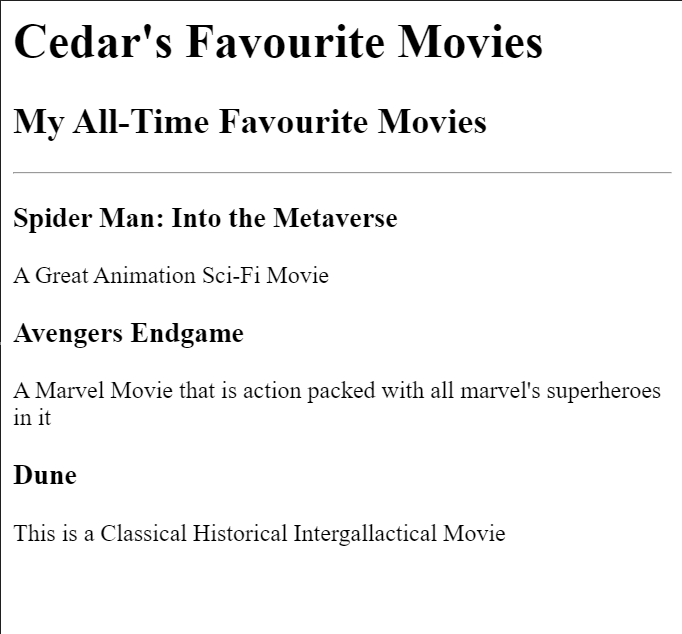 Cedar's Favourite Movies
My All-Time Favourite Movies
Spider Man: Into the Metaverse
A Great Animation Sci-Fi Movie
Avengers Endgame
A Marvel Movie that is action packed with all marvel's superheroes
in it
Dune
This is a Classical Historical Intergallactical Movie